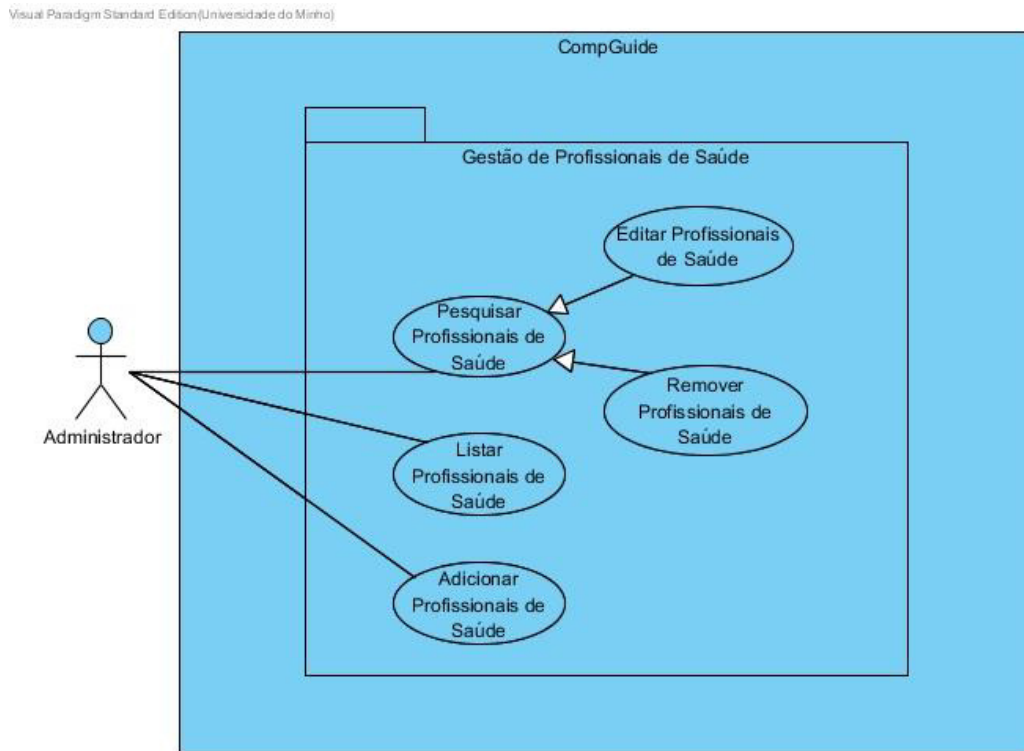 Visual Paradigm Standard Edition(Universidade do Minho)
CompGuide
Gestão de Profissionais de Saúde
Editar Profissionais
de Saúde
Pesquisar
Profissionais de
Saúde
Remover
Profissionais de
Saúde
Administrador
Listar
Profissionais de
Saúde
Adicionar
Profissionais de
Saúde